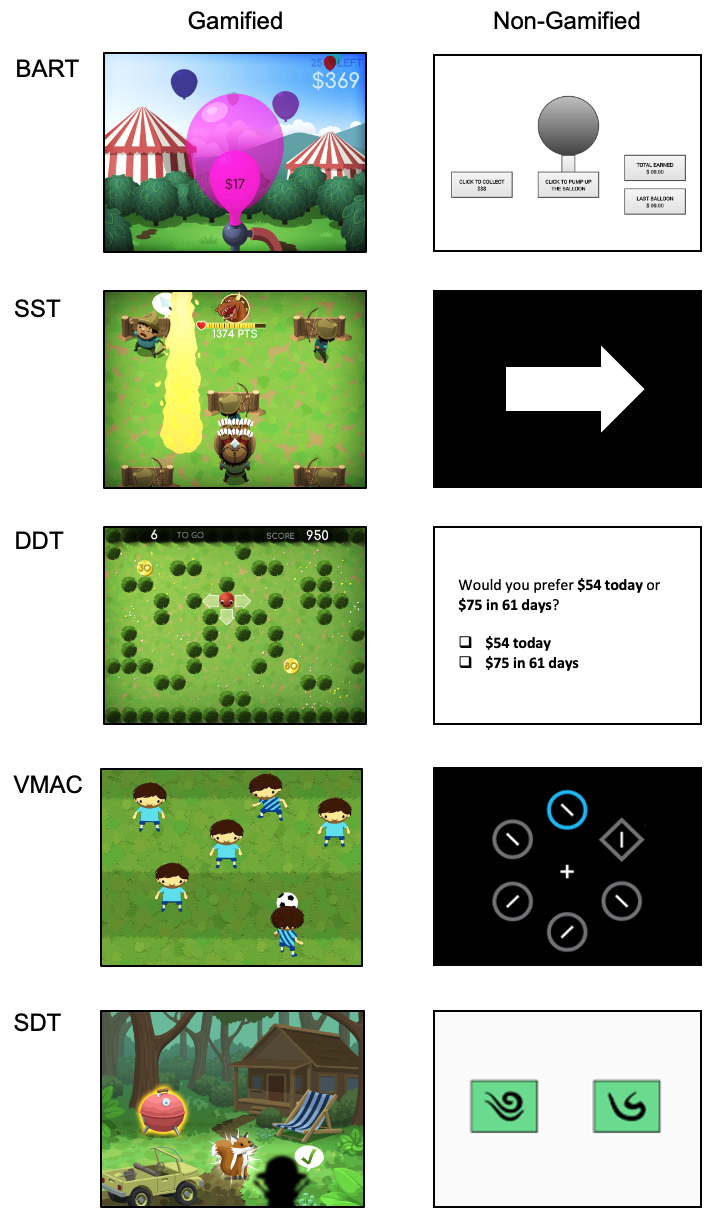 Gamified
Non-Gamified
BART
25 LEFT
$369
$17
CLICK TO COLLECT
$$$
CLICK TO PUMP UP
THE BALLOON
TOTAL EARNED
$ 00.00
LAST BALLOON
$ 00.00
SST
1374 PTS
DDT
6 TO GO SCORE 950
30
80
Would you prefer $54 today or
$75 in 61 days?
$54 today
$75 in 61 days
VMAC
SDT